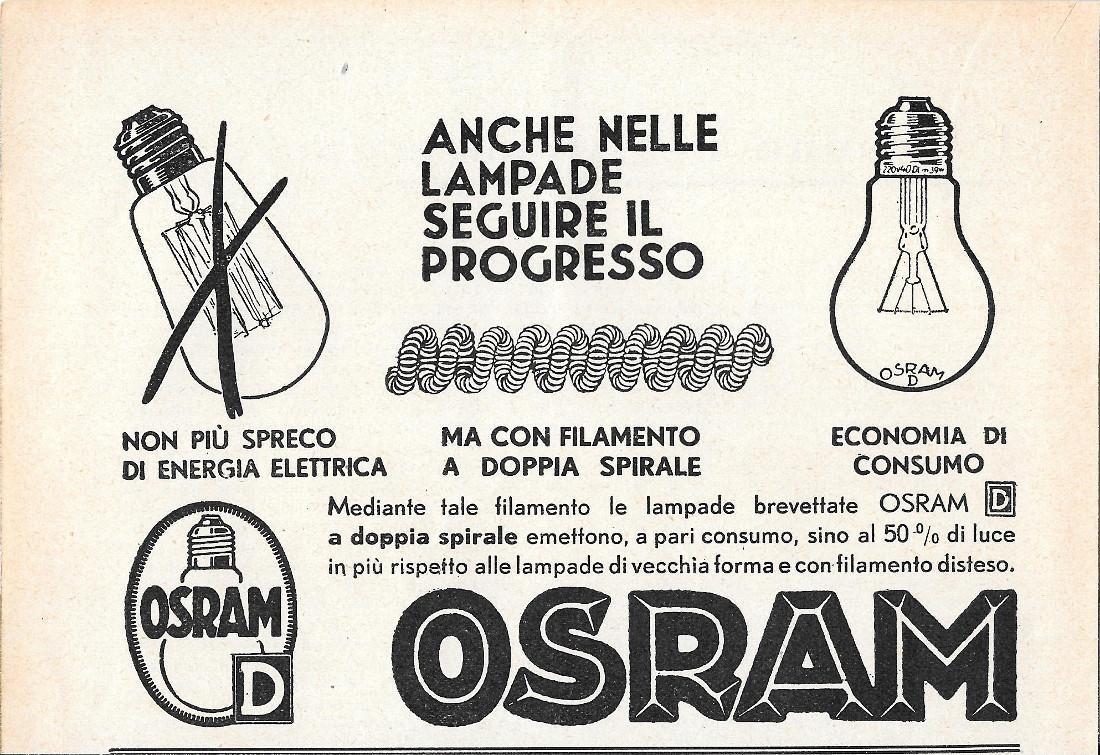 ANCHE NELLE
LAMPADE
SEGUIRE IL
PROGRESSO
OSRAM
D
NON PIÙ SPRECO
DI ENERGIA ELETTRICA
MA CON FILAMENTO
A DOPPIA SPIRALE
ECONOMIA DI
CONSUMO
Mediante tale filamento le lampade brevettate OSRAM D
a doppia spirale emettono, a pari consumo, sino al 50% di luce
in più rispetto alle lampade di vecchia forma e con filamento disteso.
OSRAM
D
OSRAM